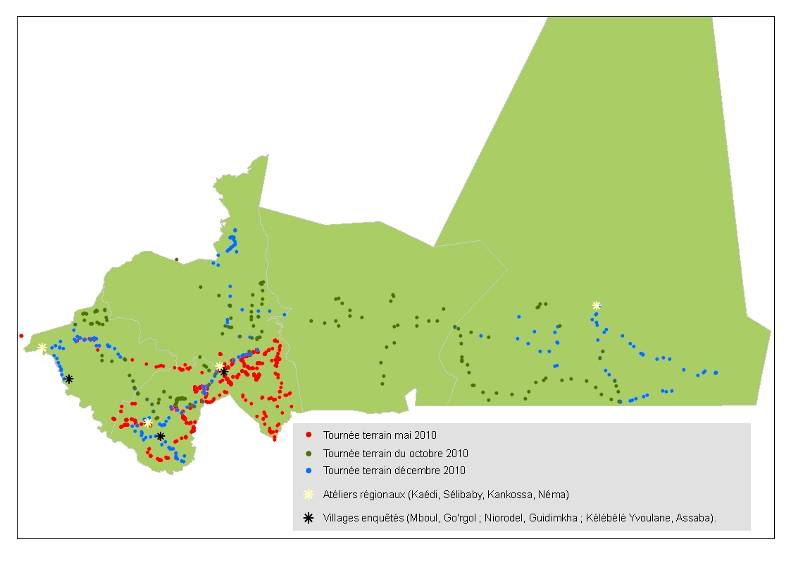 Tournée terrain mai 2010
Tournée terrain du octobre 2010
Tournée terrain décembre 2010
Atéliers régionaux (Kaédi, Sélibaby, Kankossa, Néma)
Villages enquêtés (Mboul, Go'rgol ; Niorodel, Guidimkha ; Kélébélé Yvoulane, Assaba).